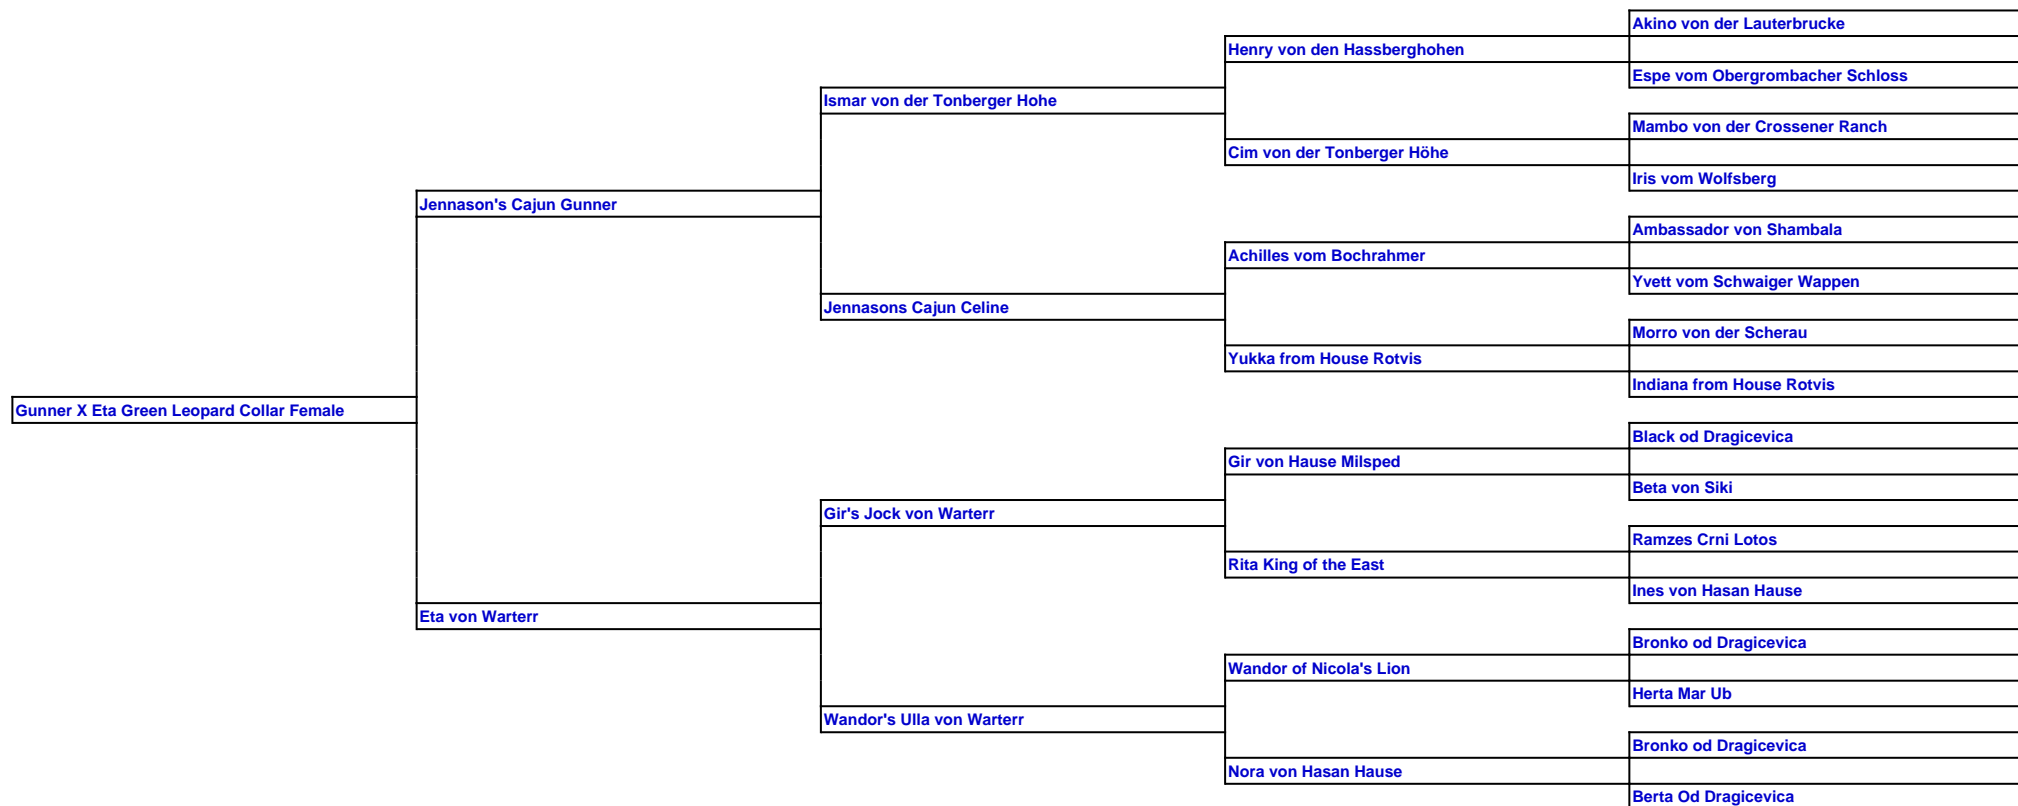 Akino von der Lauterbrucke
Henry von den Hassberghohen
Espe vom Obergrombacher Schloss
Ismar von der Tonberger Hohe
Mambo von der Crossener Ranch
Cim von der Tonberger Höhe
Iris vom Wolfsberg
Jennason's Cajun Gunner
Ambassador von Shambala
Achilles vom Bochrahmer
Yvett vom Schwaiger Wappen
Jennasons Cajun Celine
Morro von der Scherau
Yukka from House Rotvis
Indiana from House Rotvis
Gunner X Eta Green Leopard Collar Female
Black od Dragicevica
Gir von Hause Milsped
Beta von Siki
Gir's Jock von Warterr
Ramzes Crni Lotos
Rita King of the East
Ines von Hasan Hause
Eta von Warterr
Bronko od Dragicevica
Wandor of Nicola's Lion
Herta Mar Ub
Wandor's Ulla von Warterr
Bronko od Dragicevica
Nora von Hasan Hause
Berta Od Dragicevica